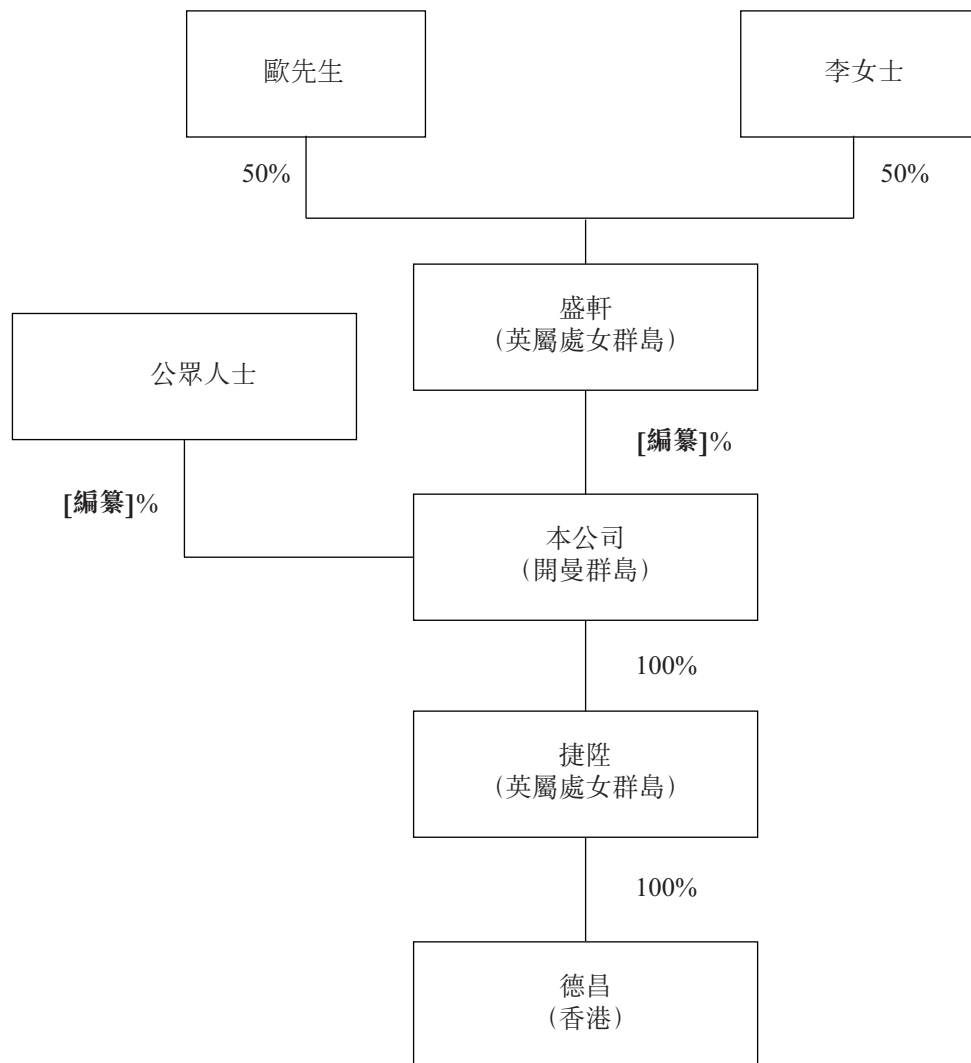 歐先生
李女士
50%
50%
盛軒
（英屬處女群島）
公眾人士
[編纂]%
[編纂]%
本公司
（開曼群島）
100%
捷陞
（英屬處女群島）
100%
德昌
（香港）